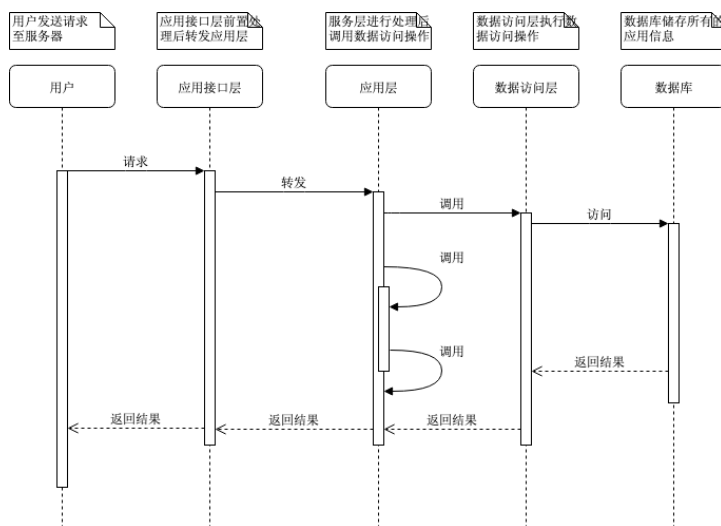 用户发送请求
至服务器
应用接口层前置处
理后转发应用层
服务层进行处理后
调用数据访问操作
数据访问层执行数
据访问操作
数据库储存所有的
应用信息
用户
应用接口层
应用层
数据访问层
数据库
请求
转发
调用
访问
调用
调用
返回结果
返回结果
返回结果
返回结果